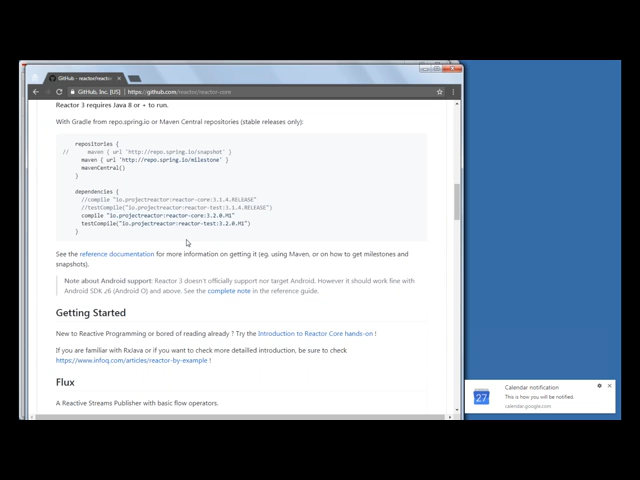 GitHub - reactor/reactor
GitHub, Inc. [US] https://github.com/reactor/reactor-core
Reactor 3 requires Java 8 or + to run.
With Gradle from repo.spring.io or Maven Central repositories (stable releases only):
repositories {
// maven { url 'http://repo.spring.io/snapshot' }
maven { url 'http://repo.spring.io/milestone' }
mavenCentral()
}
dependencies {
//compile "io.projectreactor:reactor-core:3.1.4.RELEASE"
//testCompile("io.projectreactor:reactor-test:3.1.4.RELEASE")
compile "io.projectreactor:reactor-core:3.2.0.M1"
testCompile("io.projectreactor:reactor-test:3.2.0.M1")
}
See the reference documentation for more information on getting it (eg. using Maven, or on how to get milestones and
snapshots).
Note about Android support: Reactor 3 doesn't officially support nor target Android. However it should work fine with
Android SDK 26 (Android O) and above. See the complete note in the reference guide.
Getting Started
New to Reactive Programming or bored of reading already ? Try the Introduction to Reactor Core hands-on !
If you are familiar with RxJava or if you want to check more detailled introduction, be sure to check
https://www.infoq.com/articles/reactor-by-example !
Flux
A Reactive Streams Publisher with basic flow operators.
Calendar notification
This is how you will be notified.
27
calendar.google.com